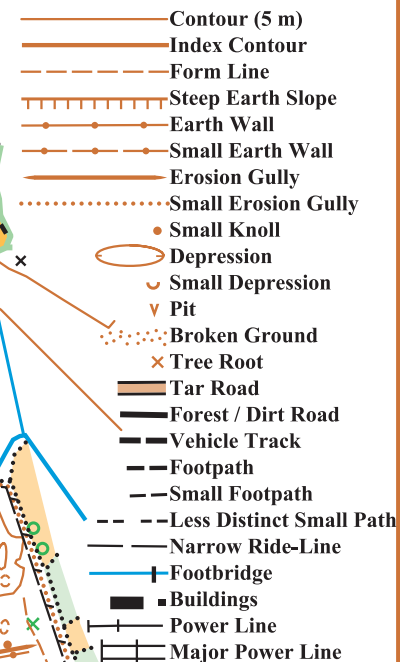 Contour (5 m)
Index Contour
Form Line
Steep Earth Slope
Earth Wall
Small Earth Wall
Erosion Gully
Small Erosion Gully
Small Knoll
Depression
Small Depression
Pit
Broken Ground
Tree Root
Tar Road
Forest / Dirt Road
Vehicle Track
Footpath
Small Footpath
Less Distinct Small Path
Narrow Ride-Line
Footbridge
Buildings
Power Line
Major Power Line